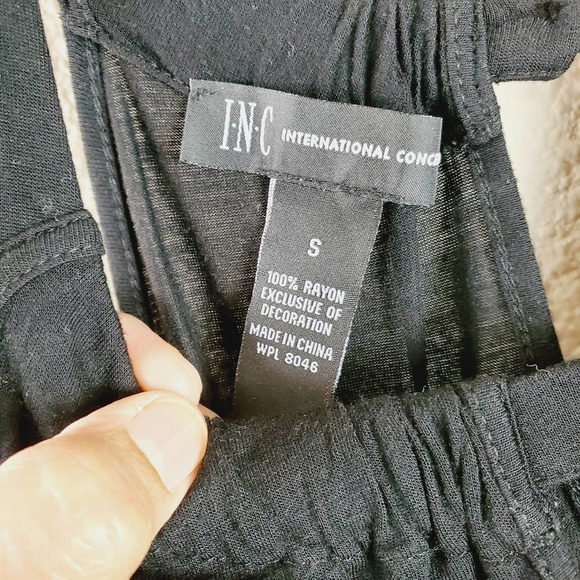 I·N·C INTERNATIONAL CONC
S
100% RAYON
EXCLUSIVE OF
DECORATION
MADE IN CHINA
WPL 8046